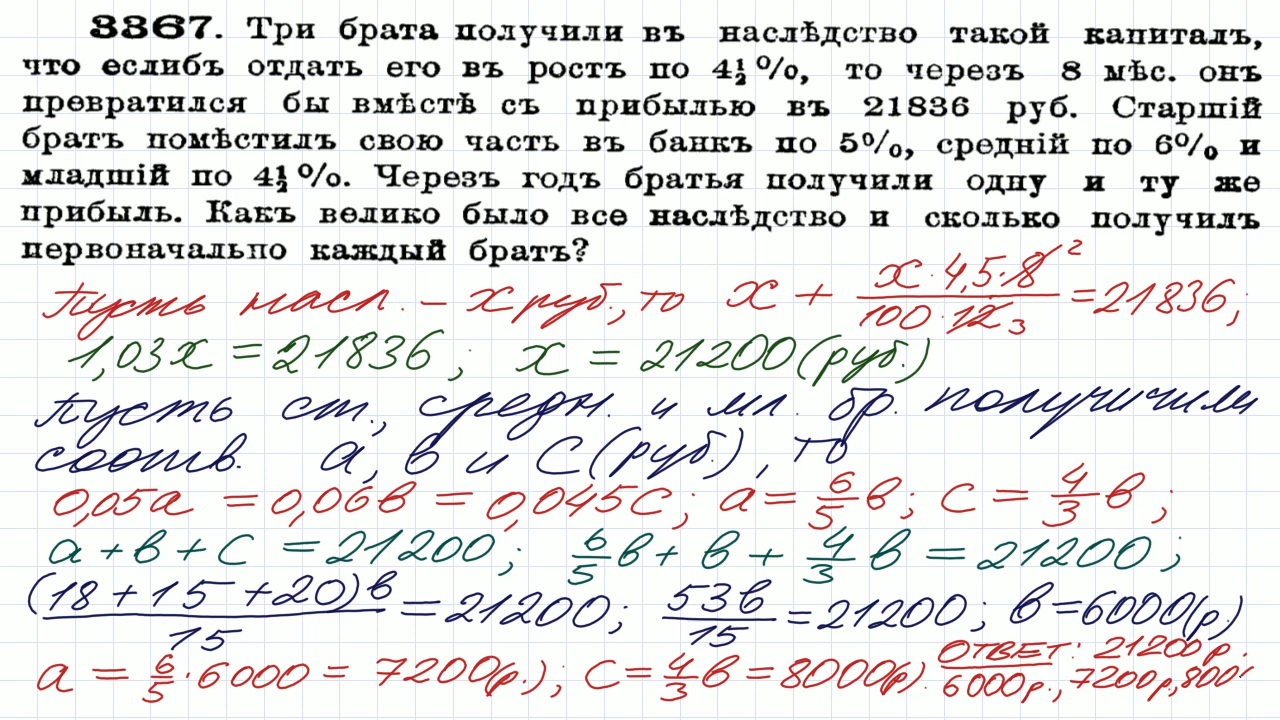 3367. Три брата получили въ наслѣдство такой капиталъ,
что еслибъ отдать его въ ростъ по 4½%, то черезъ 8 мѣс. онъ
превратился бы вмѣстѣ съ прибылью въ 21836 руб. Старшій
братъ помѣстилъ свою часть въ банкъ по 5%, средній по 6% и
младшій по 4½%. Черезъ годъ братья получили одну и ту же
прибыль. Какъ велико было все наслѣдство и сколько получилъ
первоначально каждый братъ?
Пусть насл. – x руб., то x + (x · 4,5 · 8 2)/(100 · 12 3) = 21836;
1,03x = 21836; x = 21200 (руб.)
Пусть ст., средн. и мл. бр. получили
соотв. a, в и c (руб.), то
0,05a = 0,06в = 0,045c; a = 6/5 в; c = 4/3 в;
a + в + c = 21200; 6/5 в + в + 4/3 в = 21200;
(18 + 15 + 20)в/15 = 21200; 53в/15 = 21200; в = 6000(р.)
a = 6/5 · 6000 = 7200(р.); c = 4/3 в = 8000(р.)
ОТВЕТ: 21200 р.
6000р., 7200р., 800